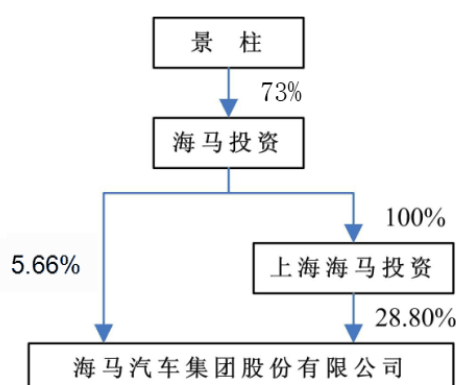 景 柱
73%
海马投资
100%
5.66%
上海海马投资
28.80%
海马汽车集团股份有限公司